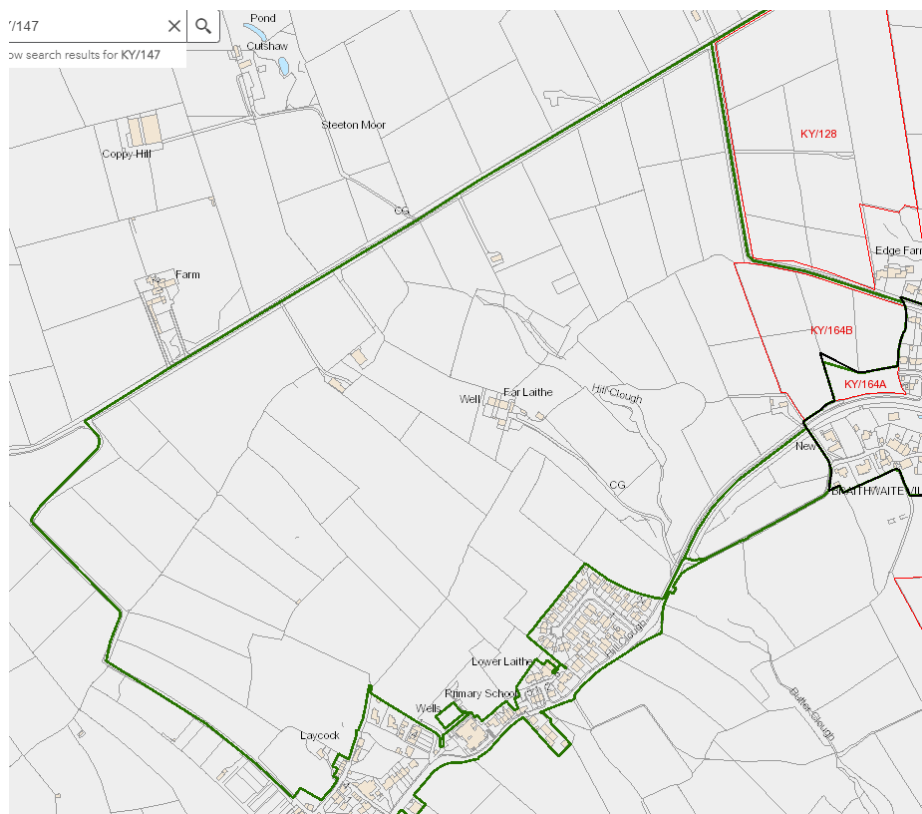 Y/147
ow search results for KY/147
Pond
Cutshaw
Steeton Moor
Coppy Hill
KY/128
CG
Edge Farm
Farm
KY/164B
Hill Clough
KY/164A
Well
Far Laithe
New
CG
BRAITHWAITE VIL
Hill Clough
Lower Laithe
Primary School
Wells
Butter Clough
Laycock